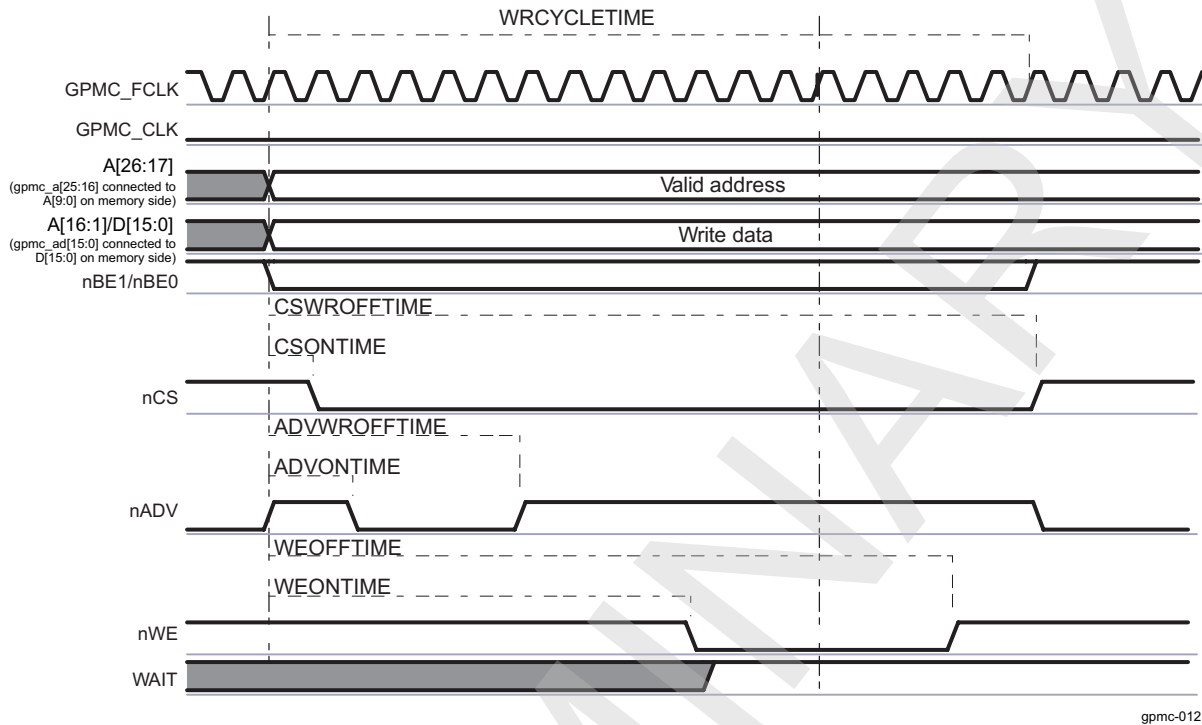 WRCYCLETIME
GPMC_FCLK
GPMC_CLK
A[26:17]
(gpmc_a[25:16] connected to
A[9:0] on memory side)
Valid address
A[16:1]/D[15:0]
(gpmc_ad[15:0] connected to
D[15:0] on memory side)
Write data
nBE1/nBE0
CSWROFFTIME
CSONTIME
nCS
ADVWROFFTIME
ADVONTIME
nADV
WEOFFTIME
WEONTIME
nWE
WAIT
gpmc-012
MINARY